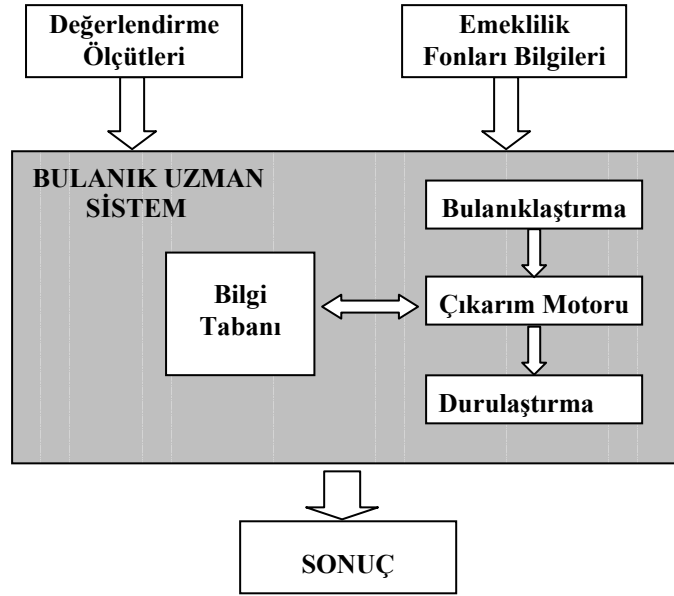 Değerlendirme
Ölçütleri
Emeklilik
Fonları Bilgileri
BULANIK UZMAN
SİSTEM
Bulanıklaştırma
Bilgi
Tabanı
Çıkarım Motoru
Durulaştırma
SONUÇ